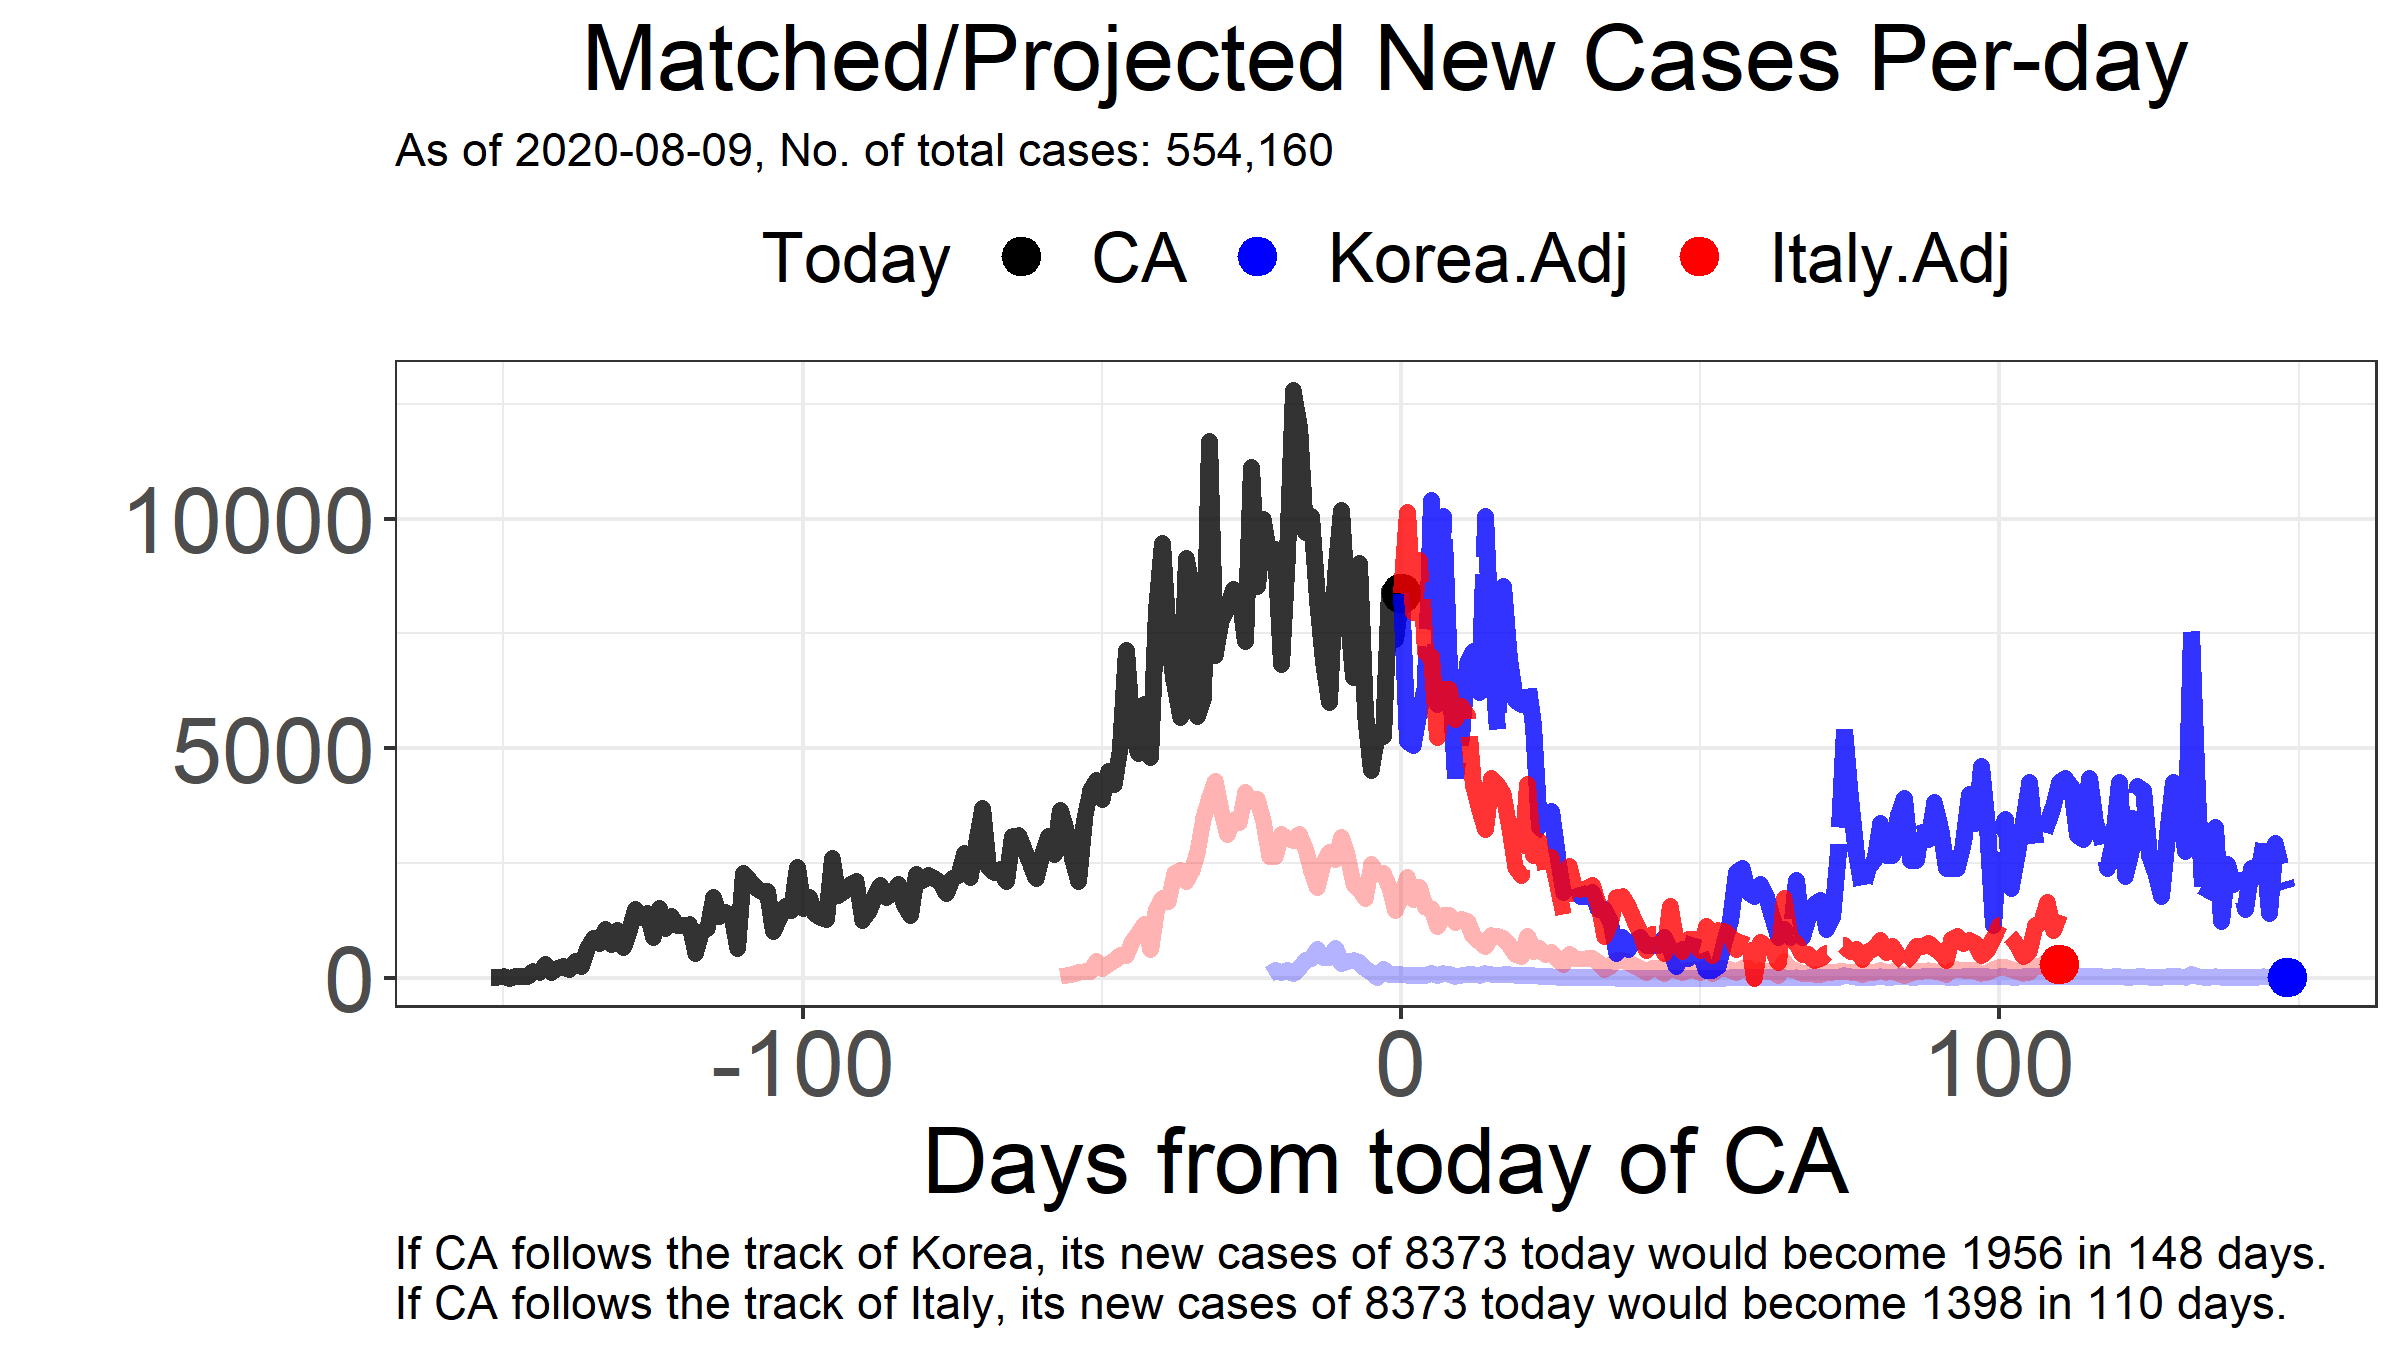 Matched/Projected New Cases Per-day
As of 2020-08-09, No. of total cases: 554,160
Today CA Korea.Adj Italy.Adj
10000
5000
0
-100 0 100
Days from today of CA
If CA follows the track of Korea, its new cases of 8373 today would become 1956 in 148 days.
If CA follows the track of Italy, its new cases of 8373 today would become 1398 in 110 days.